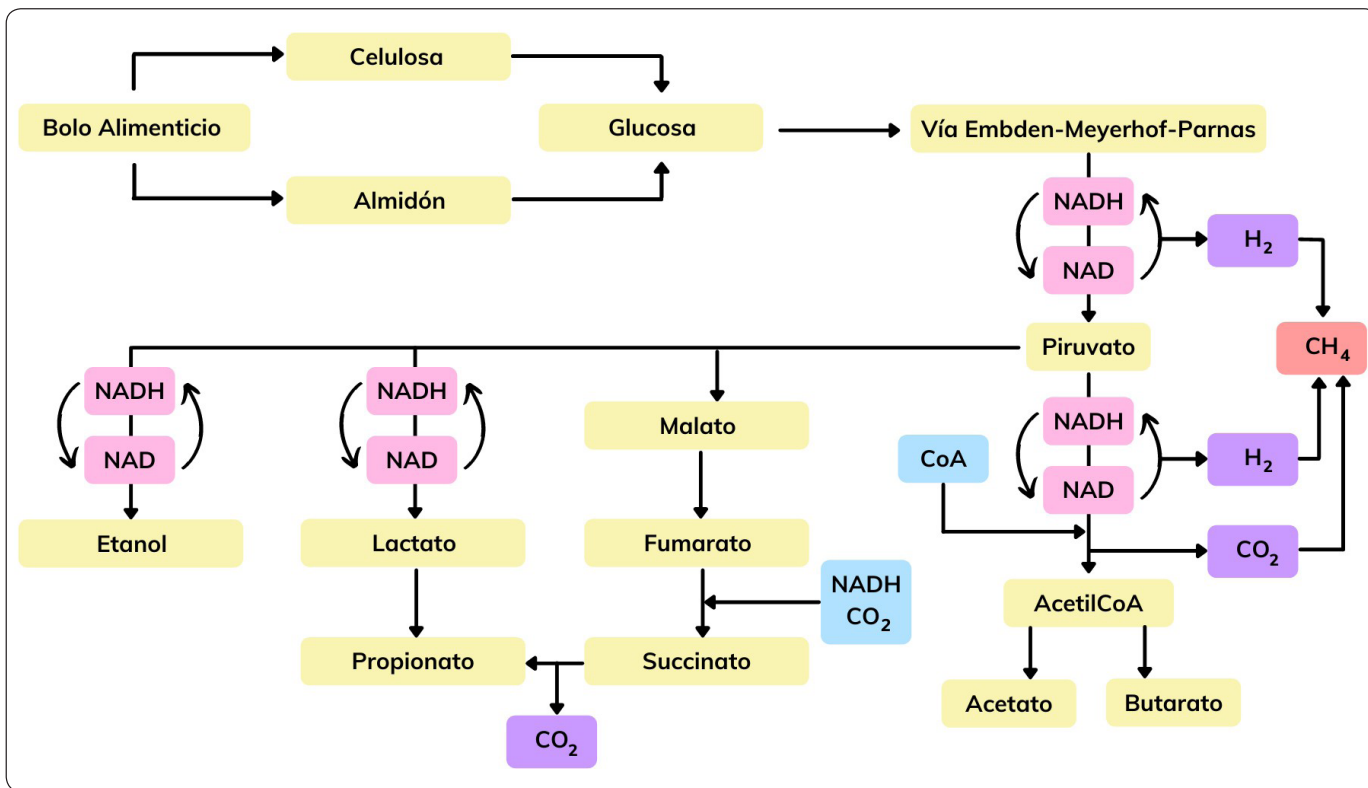 Celulosa
Bolo Alimenticio
Glucosa
Vía Embden-Meyerhof-Parnas
Almidón
NADH
H₂
NAD
Piruvato
CH₄
NADH
NAD
NADH
NAD
Malato
NADH
H₂
CoA
NAD
Etanol
Lactato
Fumarato
CO₂
NADH
CO₂
AcetilCoA
Propionato
Succinato
Acetato
Butarato
CO₂